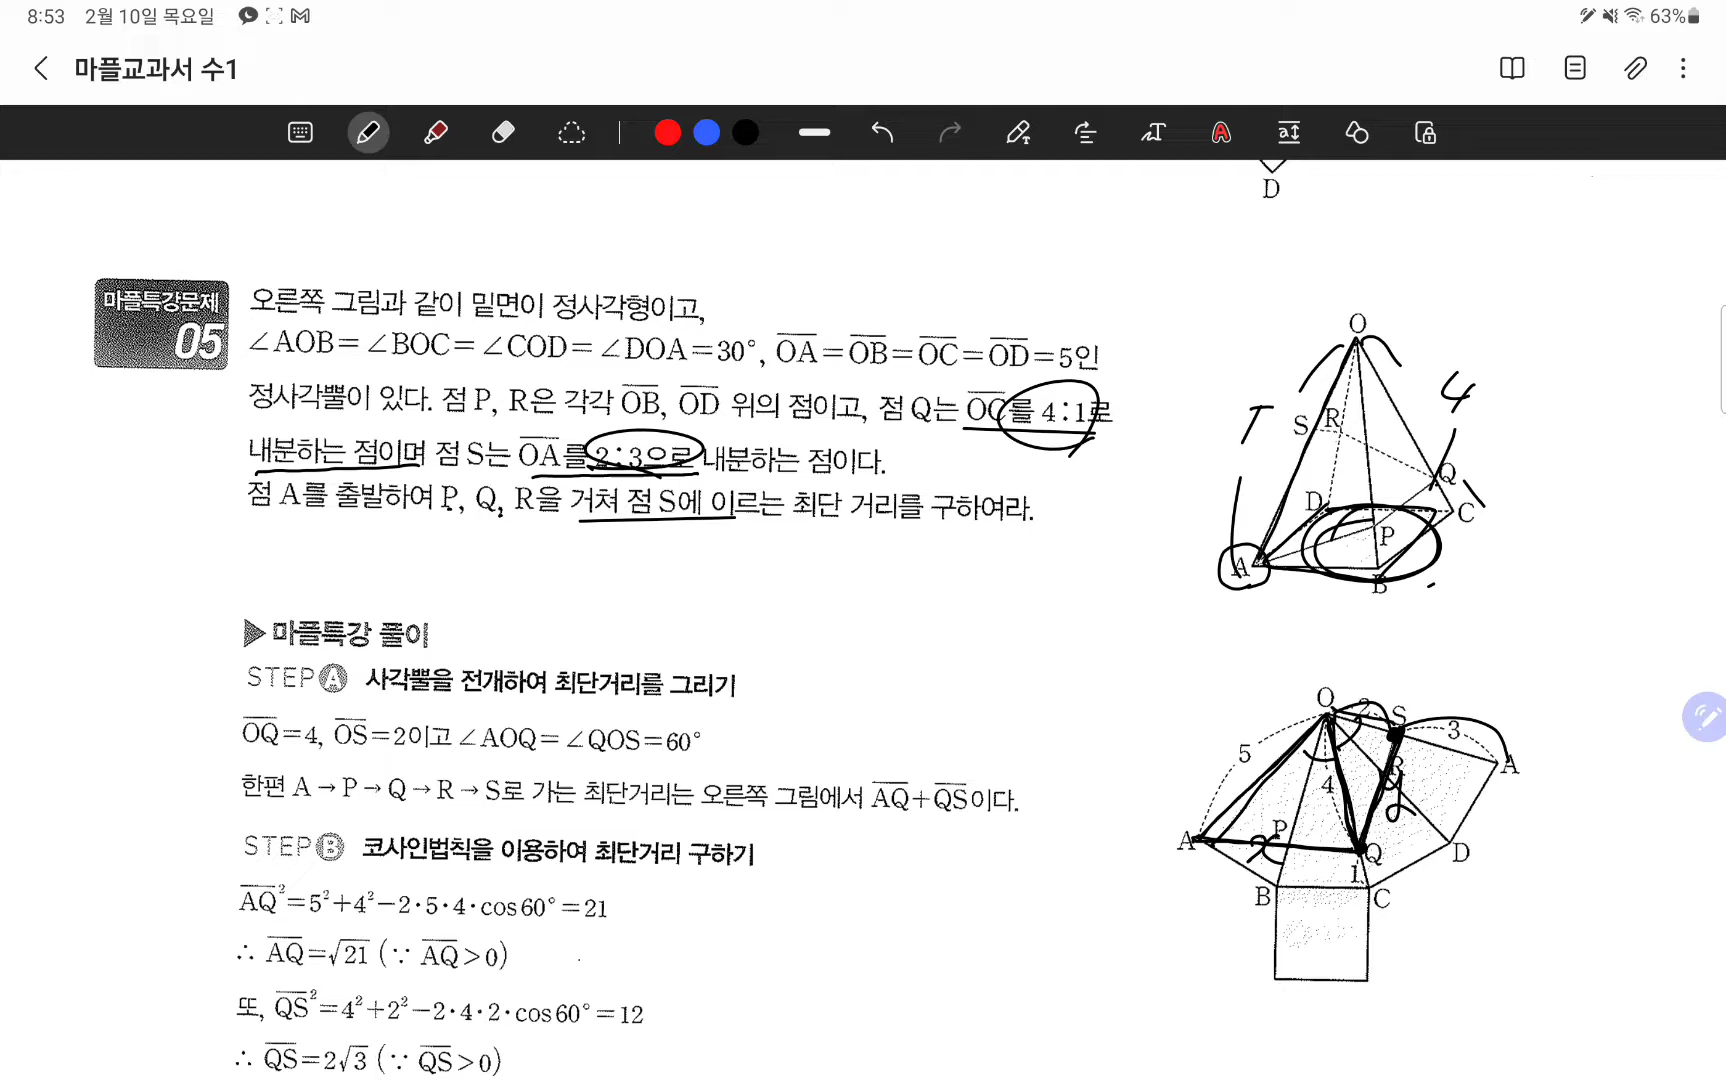 8:53 2월 10일 목요일 63%
마플교과서 수1
D
마플특강문제
05
오른쪽 그림과 같이 밑면이 정사각형이고,
∠AOB=∠BOC=∠COD=∠DOA=30°, OA=OB=OC=OD=5인
정사각뿔이 있다. 점 P, R은 각각 OB, OD 위의 점이고, 점 Q는 OC를 4:1로
내분하는 점이며 점 S는 OA를 2:3으로 내분하는 점이다.
점 A를 출발하여 P, Q, R을 거쳐 점 S에 이르는 최단 거리를 구하여라.
O
4
S R
Q
D
C
P
A
B
▶마플특강 풀이
STEP A 사각뿔을 전개하여 최단거리를 그리기
OQ=4, OS=2이고 ∠AOQ=∠QOS=60°
한편 A→P→Q→R→S로 가는 최단거리는 오른쪽 그림에서 AQ+QS이다.
STEP B 코사인법칙을 이용하여 최단거리 구하기
AQ²=5²+4²−2·5·4·cos60°=21
∴ AQ=√21 (∵ AQ>0)
또, QS²=4²+2²−2·4·2·cos60°=12
∴ QS=2√3 (∵ QS>0)
O 2 S
3
5
R A
4
A x P
Q D
1
B C